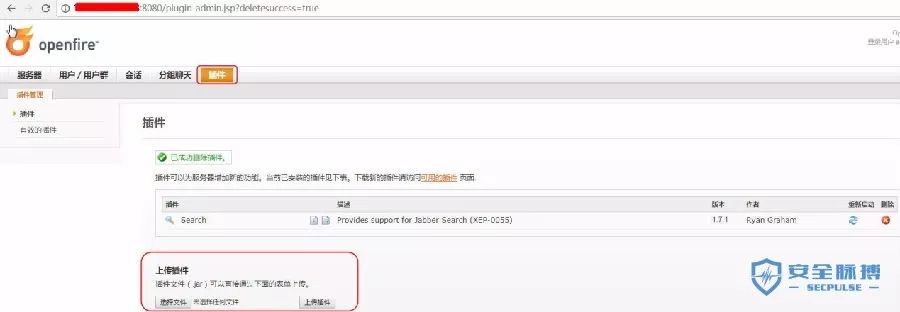 :8080/plugin-admin.jsp?deletesuccess=true
openfire™
服务器 用户/用户群 会话 分组聊天 插件
插件管理
插件
有效的插件
插件
已成功删除插件。
插件可以为服务器增加新的功能。当前已安装的插件见下表。下载新的插件请访问可用的插件 页面.
插件 描述 版本 作者 重新启动 删除
Search Provides support for Jabber Search (XEP-0055) 1.7.1 Ryan Graham
上传插件
插件文件 (.jar) 可以直接通过下面的表单上传。
选择文件 未选择任何文件 上传插件
安全脉搏
SECPULSE